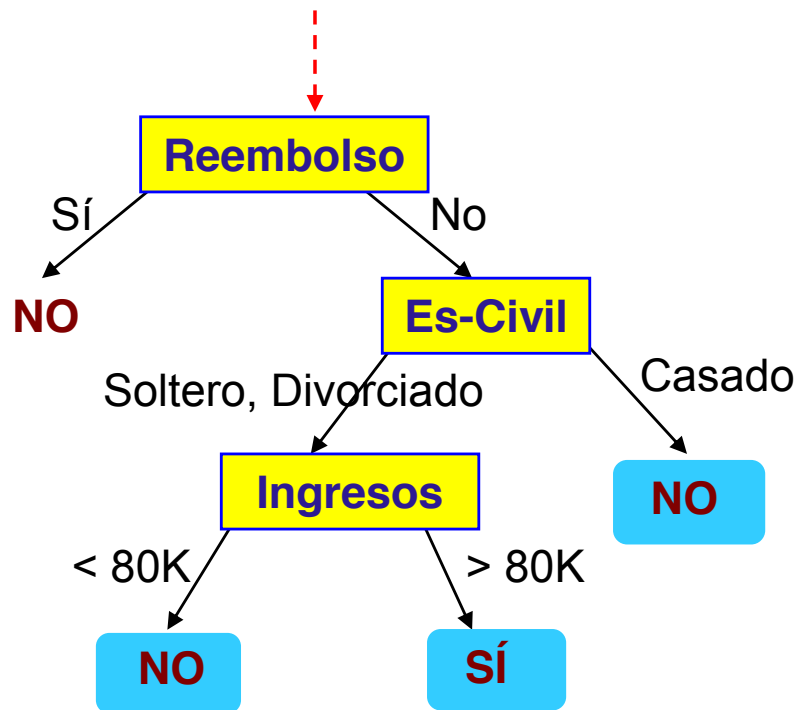 Reembolso
Sí
No
NO
Es-Civil
Soltero, Divorciado
Casado
Ingresos
NO
< 80K
> 80K
NO
SÍ